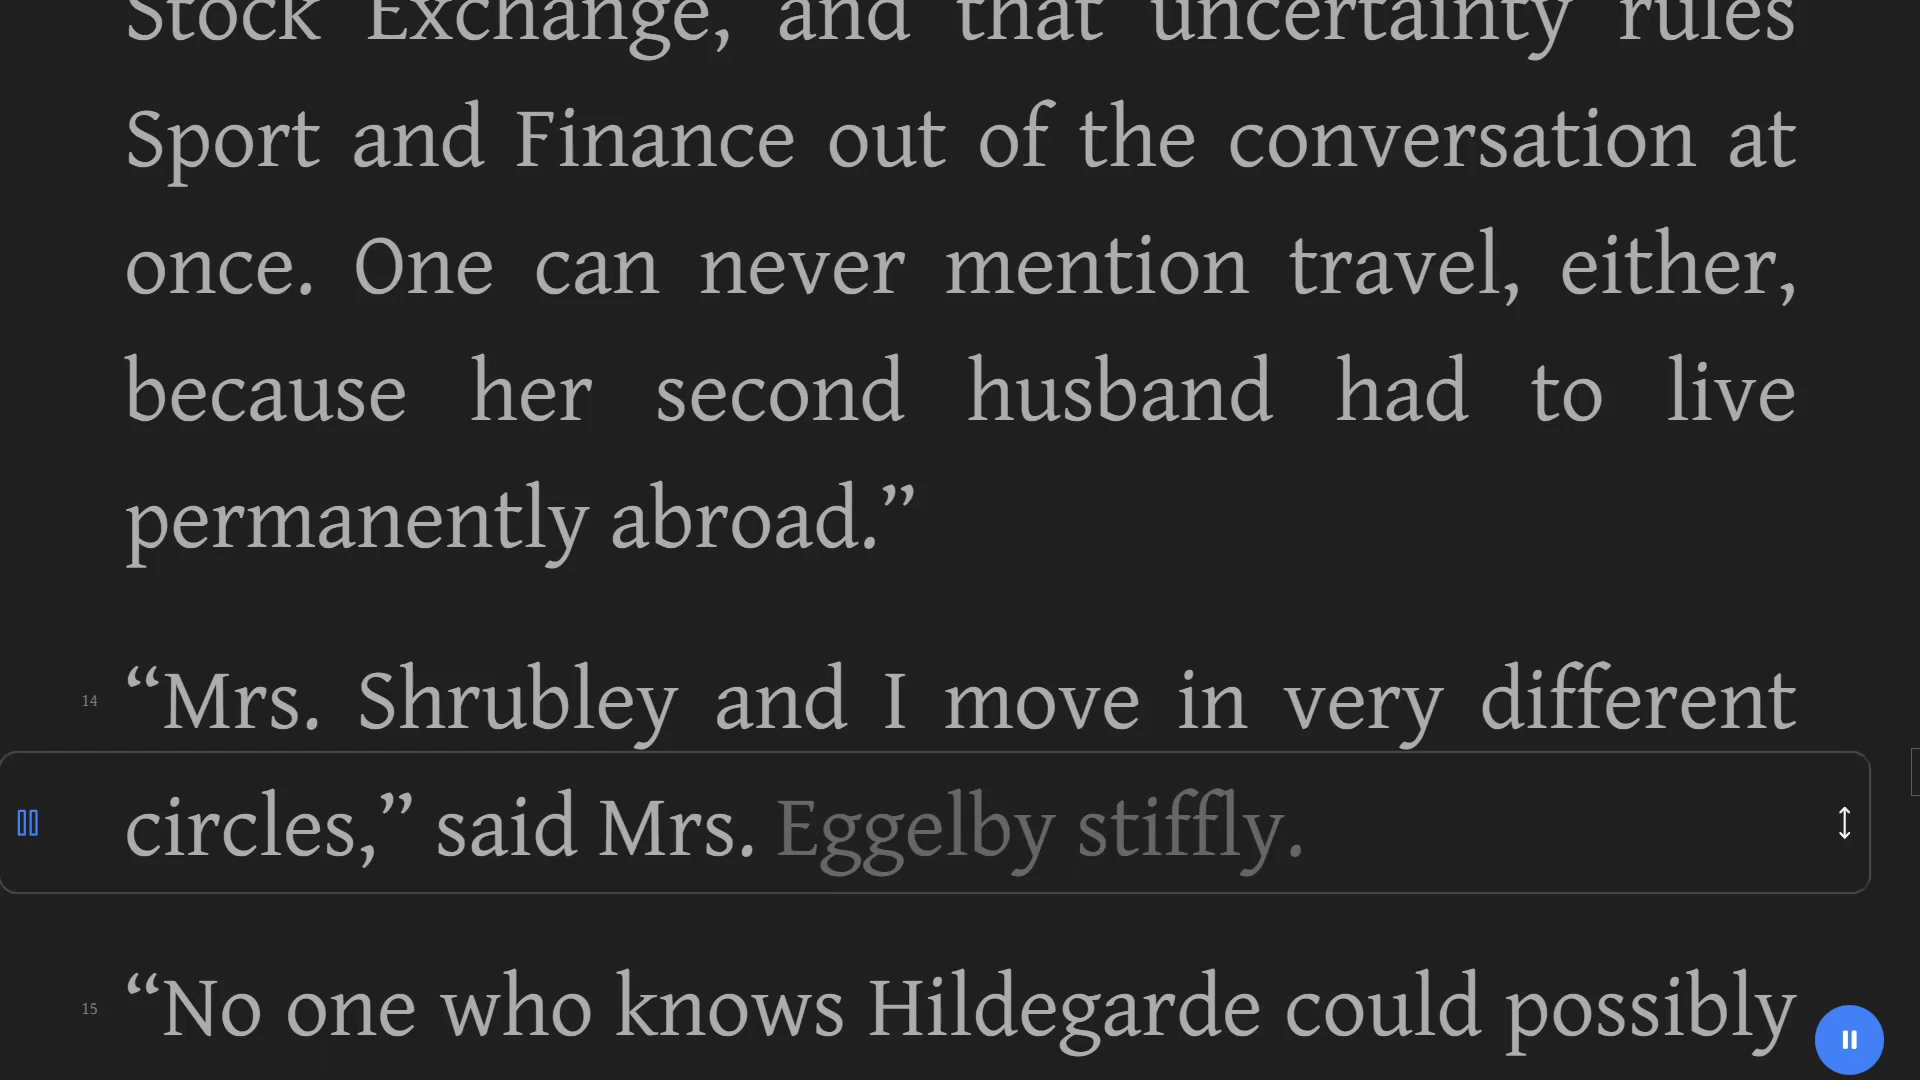 Stock Exchange, and that uncertainty rules
Sport and Finance out of the conversation at
once. One can never mention travel, either,
because her second husband had to live
permanently abroad.”
14 “Mrs. Shrubley and I move in very different
circles,” said Mrs. Eggelby stiffly.
15 “No one who knows Hildegarde could possibly